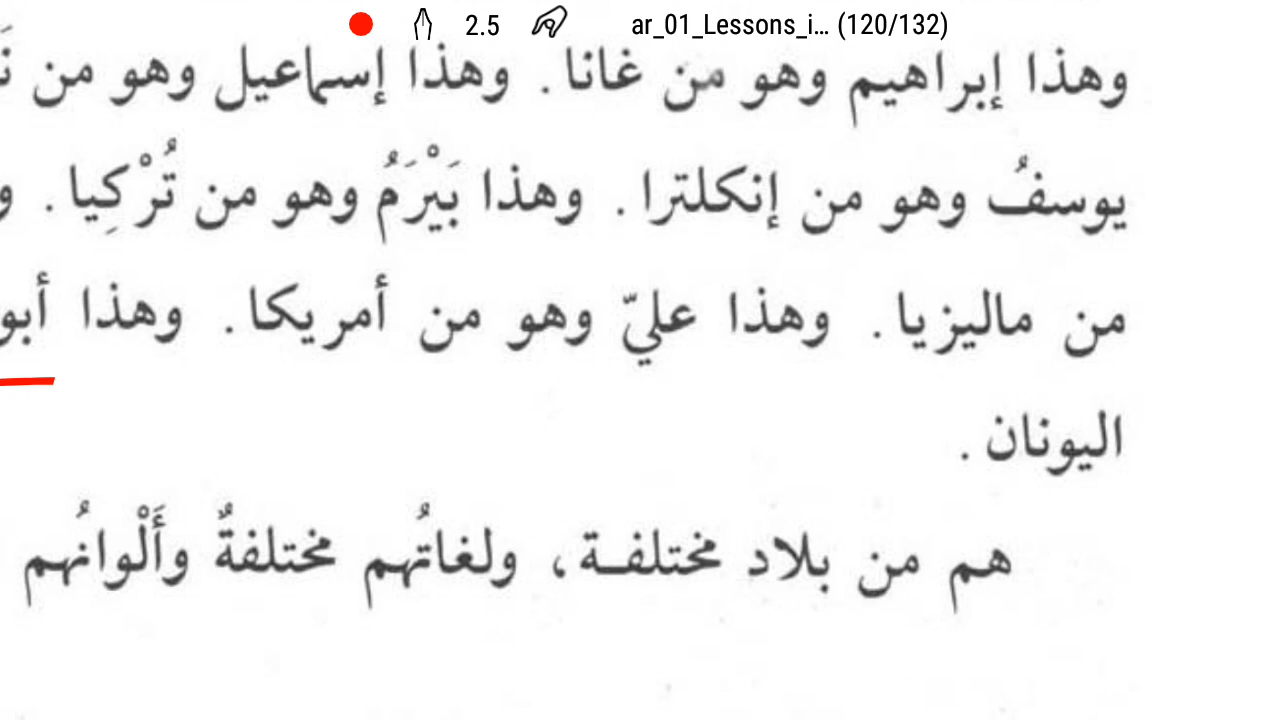 2.5 ar_01_Lessons_i... (120/132)
وهذا إبراهيم وهو من غانا . وهذا إسماعيل وهو من
يوسفُ وهو من إنكلترا . وهذا بَيْرَمُ وهو من تُرْكِيا .
من ماليزيا . وهذا عليّ وهو من أمريكا . وهذا أبو
اليونان .
هم من بلاد مختلفـة ، ولغاتُهم مختلفةٌ وأَلْوانُهم